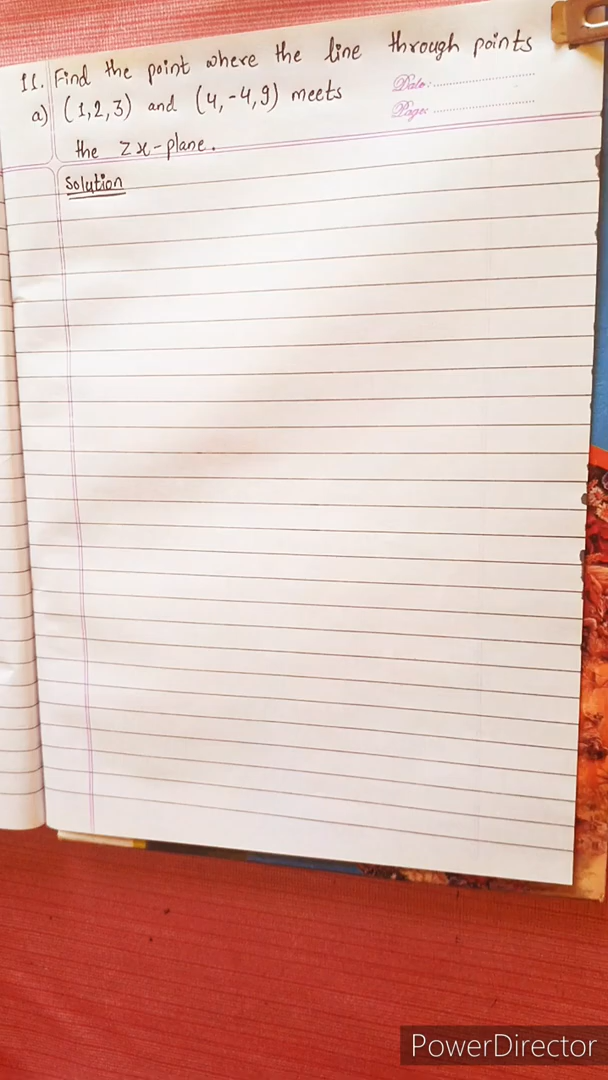 11. Find the point where the line through points
a) (1,2,3) and (4,-4,9) meets
Date:
Page:
the zx-plane.
Solution
PowerDirector